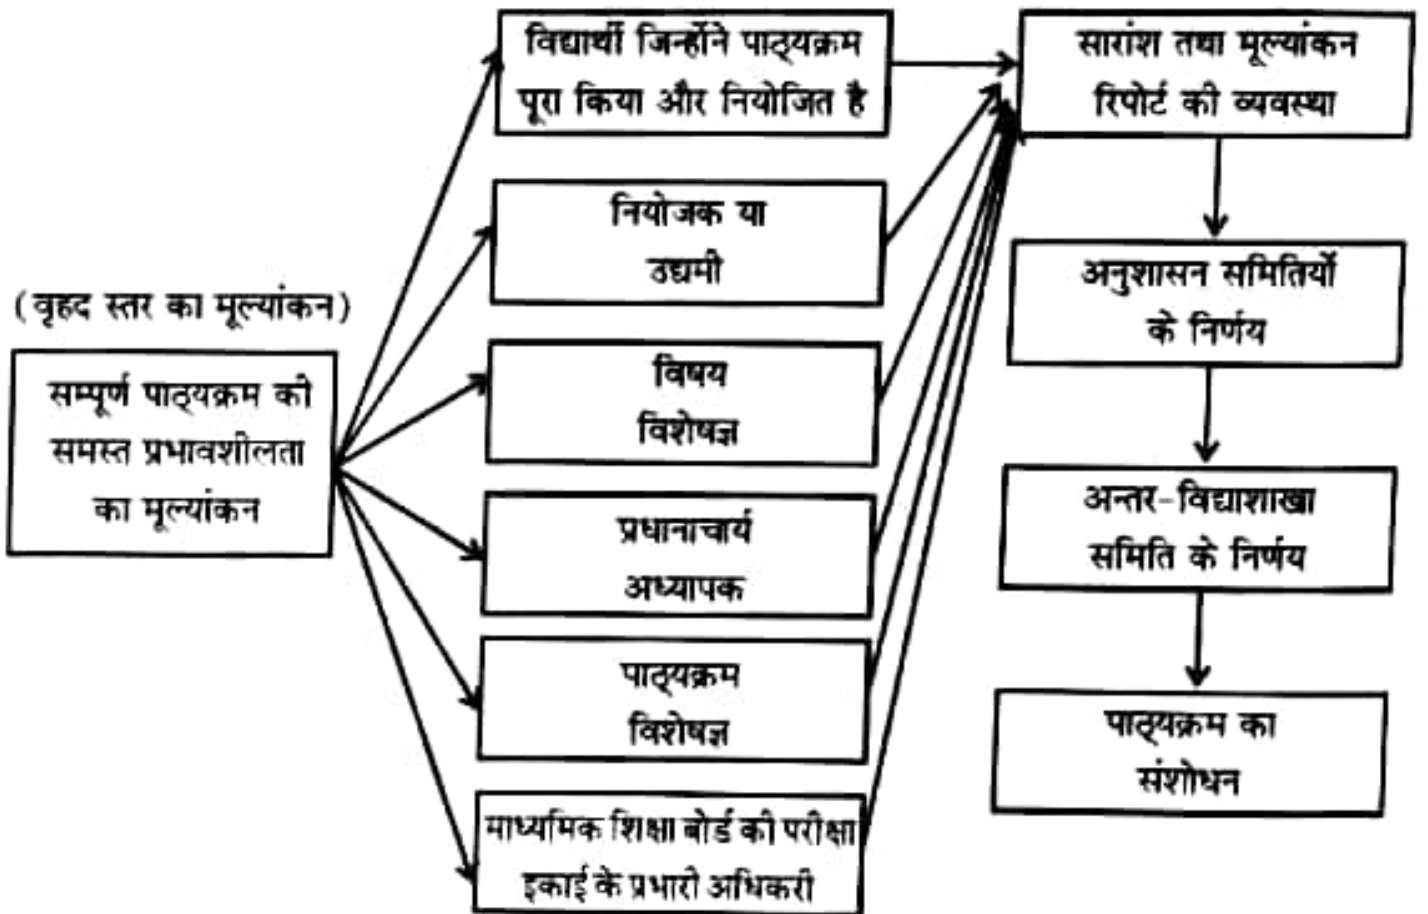 (वृहद स्तर का मूल्यांकन)
सम्पूर्ण पाठ्यक्रम की
समस्त प्रभावशीलता
का मूल्यांकन
विद्यार्थी जिन्होंने पाठ्यक्रम
पूरा किया और नियोजित है
नियोजक या
उद्यमी
विषय
विशेषज्ञ
प्रधानाचार्य
अध्यापक
पाठ्यक्रम
विशेषज्ञ
माध्यमिक शिक्षा बोर्ड की परीक्षा
इकाई के प्रभारी अधिकरी
सारांश तथा मूल्यांकन
रिपोर्ट की व्यवस्था
अनुशासन समितियों
के निर्णय
अन्तर-विद्याशाखा
समिति के निर्णय
पाठ्यक्रम का
संशोधन